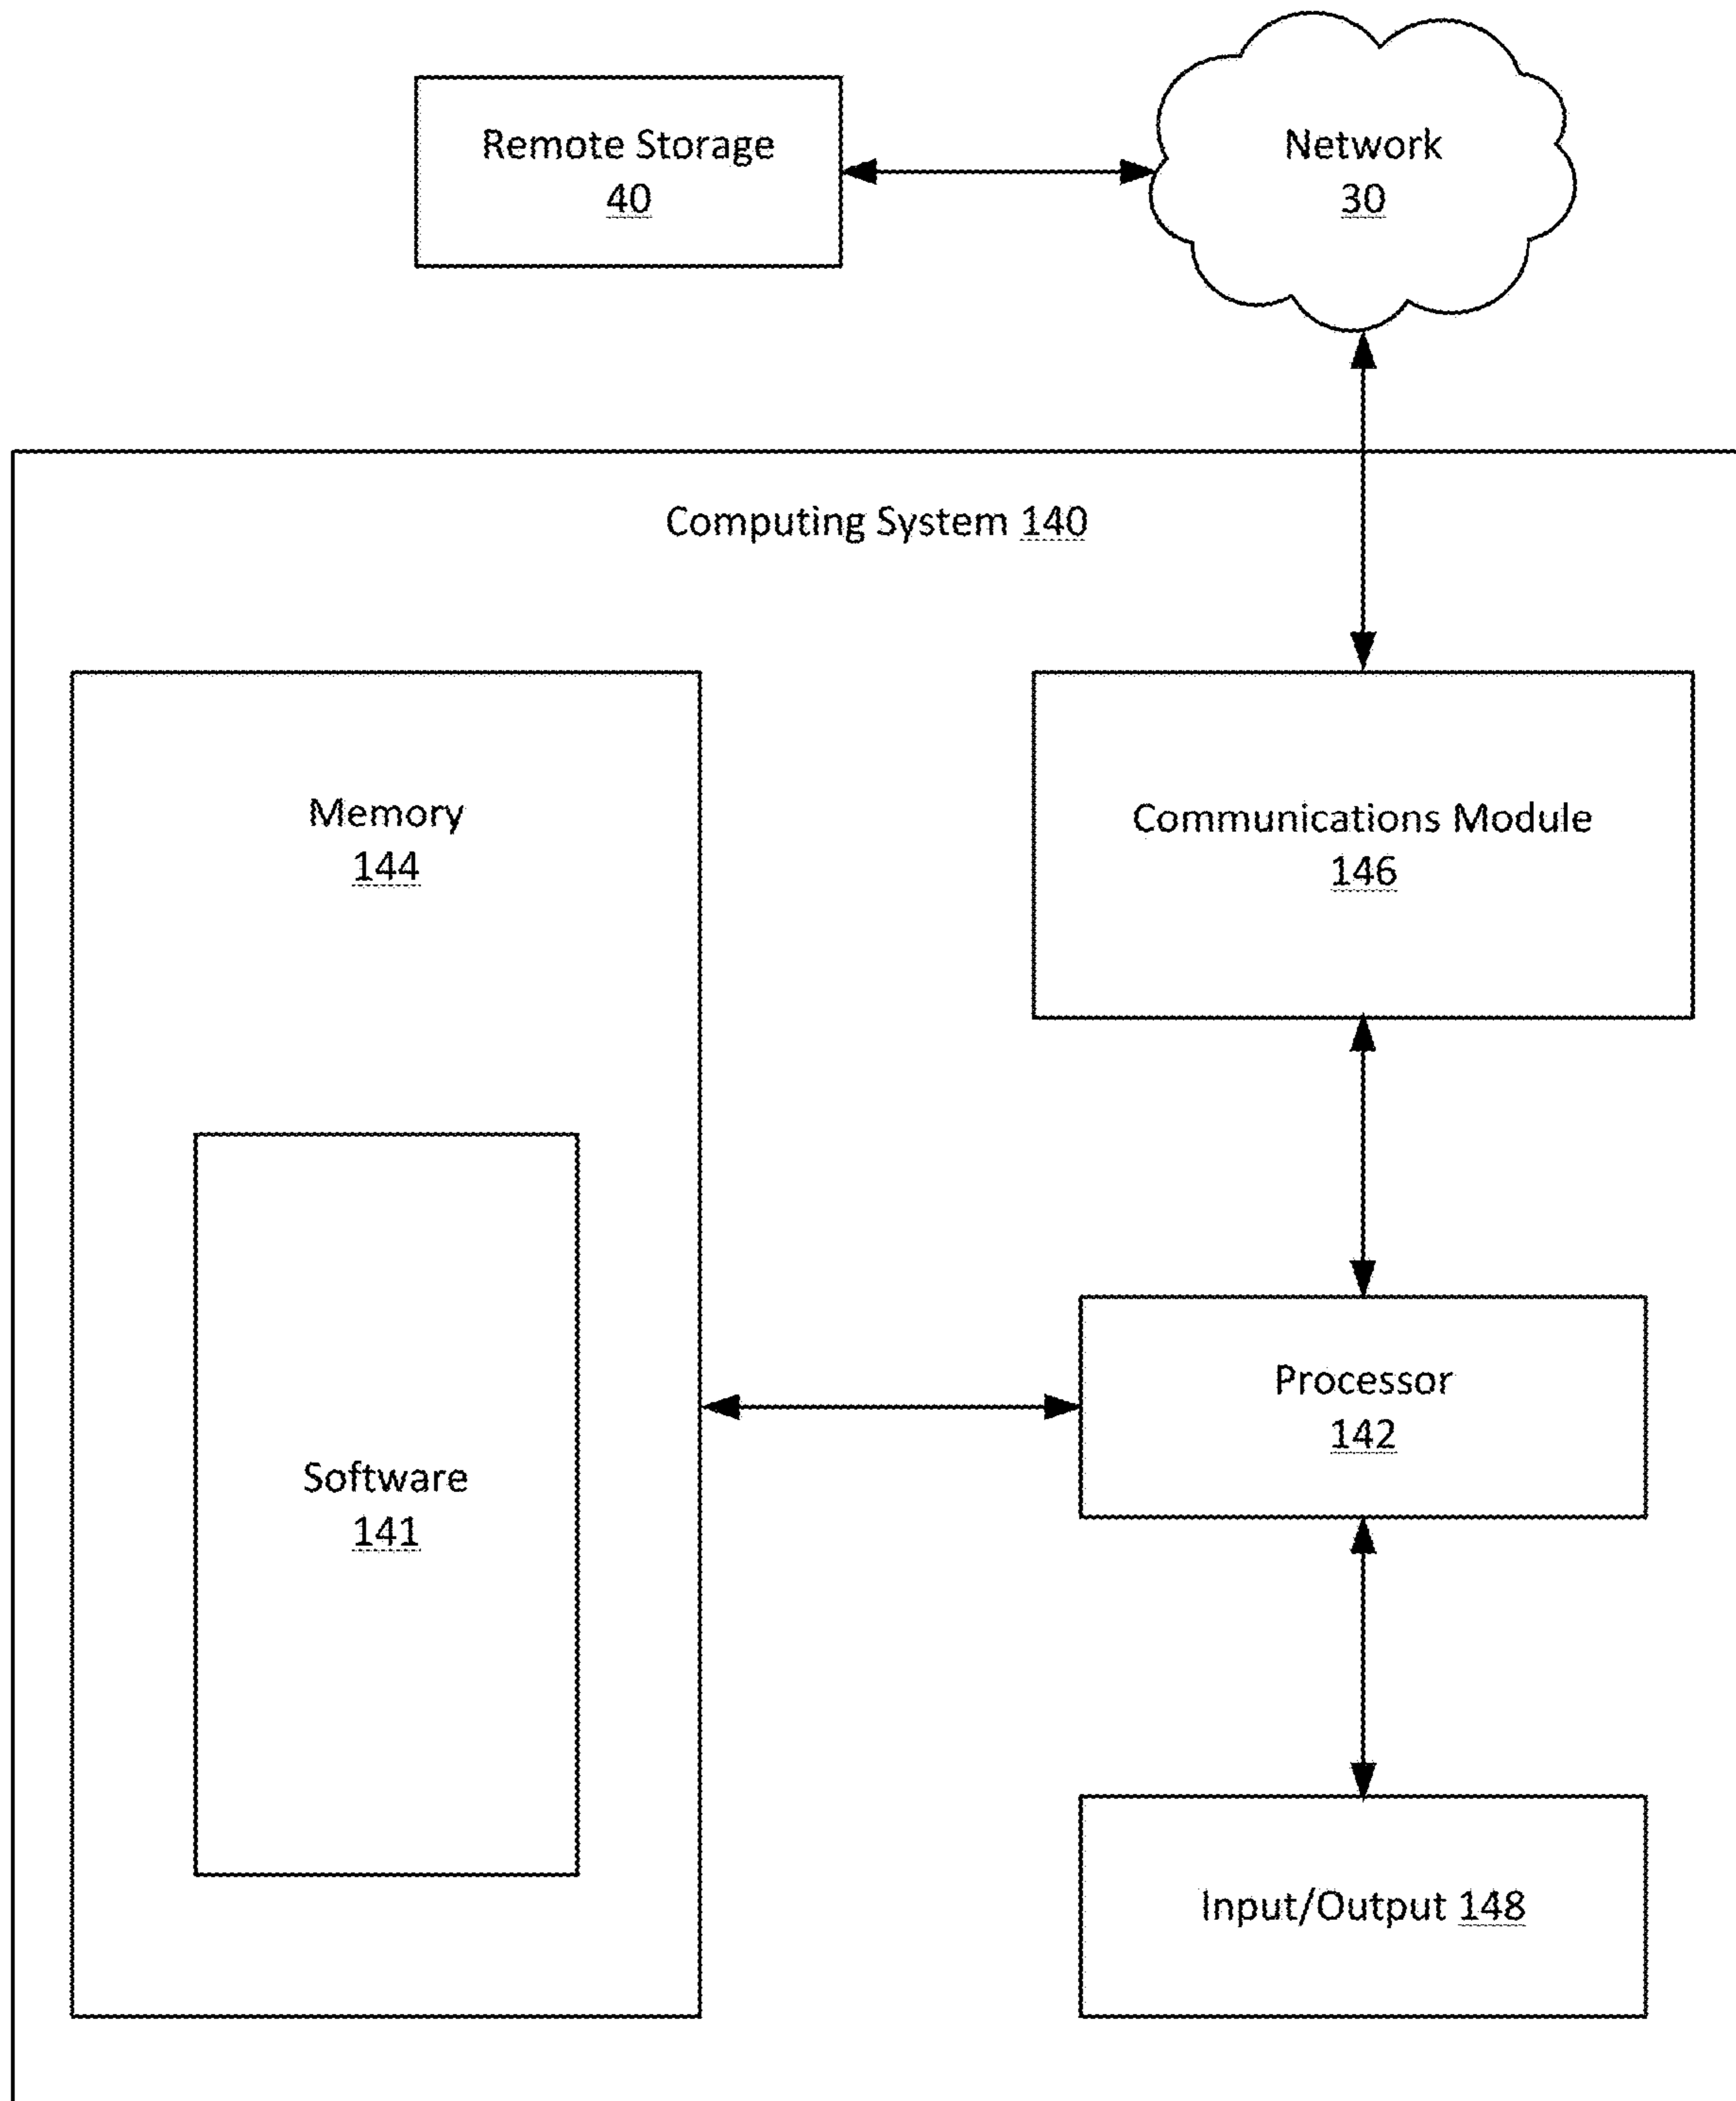 Remote Storage
40
Network
30
Computing System 140
Memory
144
Communications Module
146
Processor
142
Software
141
Input/Output 148